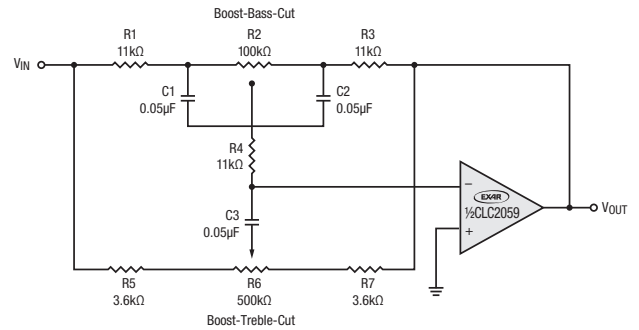 Boost-Bass-Cut
R1
11kΩ
R2
100kΩ
R3
11kΩ
VIN
C1
0.05µF
C2
0.05µF
R4
11kΩ
−
EXAR
½CLC2059
+
VOUT
C3
0.05µF
R5
3.6kΩ
R6
500kΩ
R7
3.6kΩ
Boost-Treble-Cut